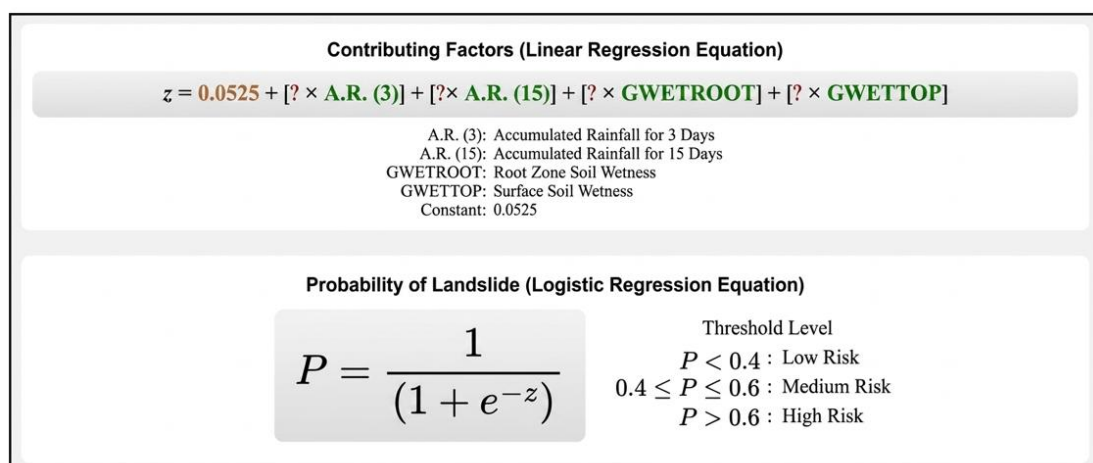 Contributing Factors (Linear Regression Equation)
z = 0.0525 + [? × A.R. (3)] + [?× A.R. (15)] + [? × GWETROOT] + [? × GWETTOP]
A.R. (3): Accumulated Rainfall for 3 Days
A.R. (15): Accumulated Rainfall for 15 Days
GWETROOT: Root Zone Soil Wetness
GWETTOP: Surface Soil Wetness
Constant: 0.0525
Probability of Landslide (Logistic Regression Equation)
P = 1 / (1 + e^{-z})
Threshold Level
P < 0.4 : Low Risk
0.4 ≤ P ≤ 0.6 : Medium Risk
P > 0.6 : High Risk